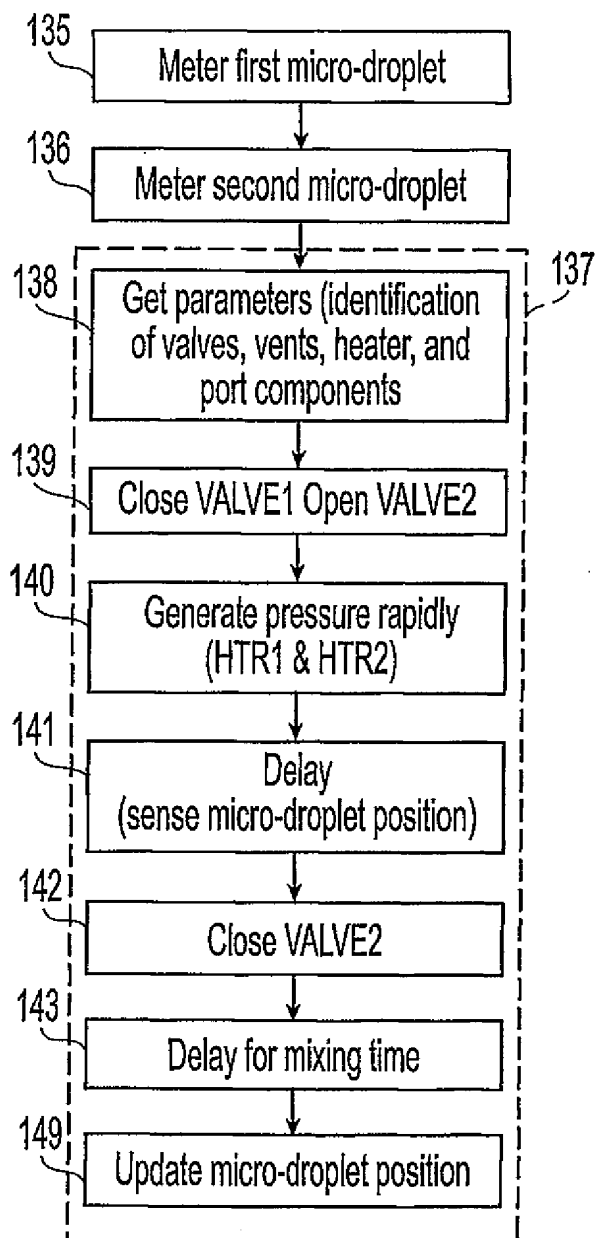 135
Meter first micro-droplet
136
Meter second micro-droplet
137
138
Get parameters (identification
of valves, vents, heater, and
port components
139
Close VALVE1 Open VALVE2
140
Generate pressure rapidly
(HTR1 & HTR2)
141
Delay
(sense micro-droplet position)
142
Close VALVE2
143
Delay for mixing time
149
Update micro-droplet position